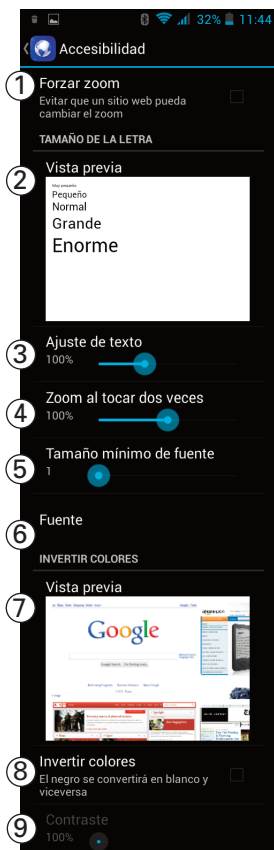 32% 11:44
Accesibilidad
1
Forzar zoom
Evitar que un sitio web pueda
cambiar el zoom
TAMAÑO DE LA LETRA
2
Vista previa
Muy pequeño
Pequeño
Normal
Grande
Enorme
3
Ajuste de texto
100%
4
Zoom al tocar dos veces
100%
5
Tamaño mínimo de fuente
1
6
Fuente
INVERTIR COLORES
7
Vista previa
Google
Google Search
8
Invertir colores
El negro se convertirá en blanco y
viceversa
9
Contraste
100%